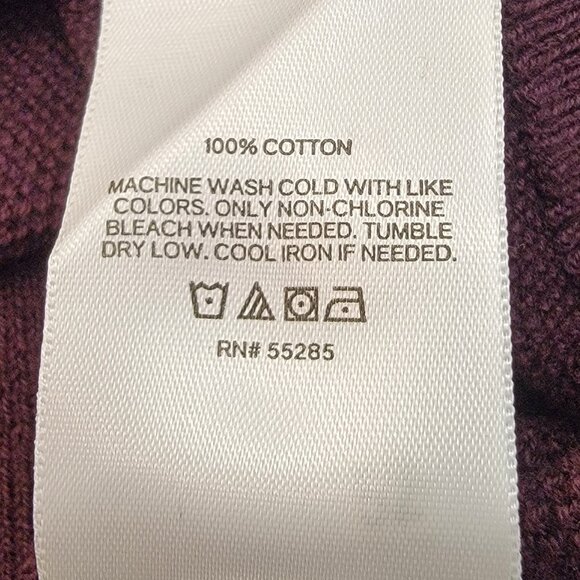 100% COTTON
MACHINE WASH COLD WITH LIKE
COLORS. ONLY NON-CHLORINE
BLEACH WHEN NEEDED. TUMBLE
DRY LOW. COOL IRON IF NEEDED.
RN# 55285